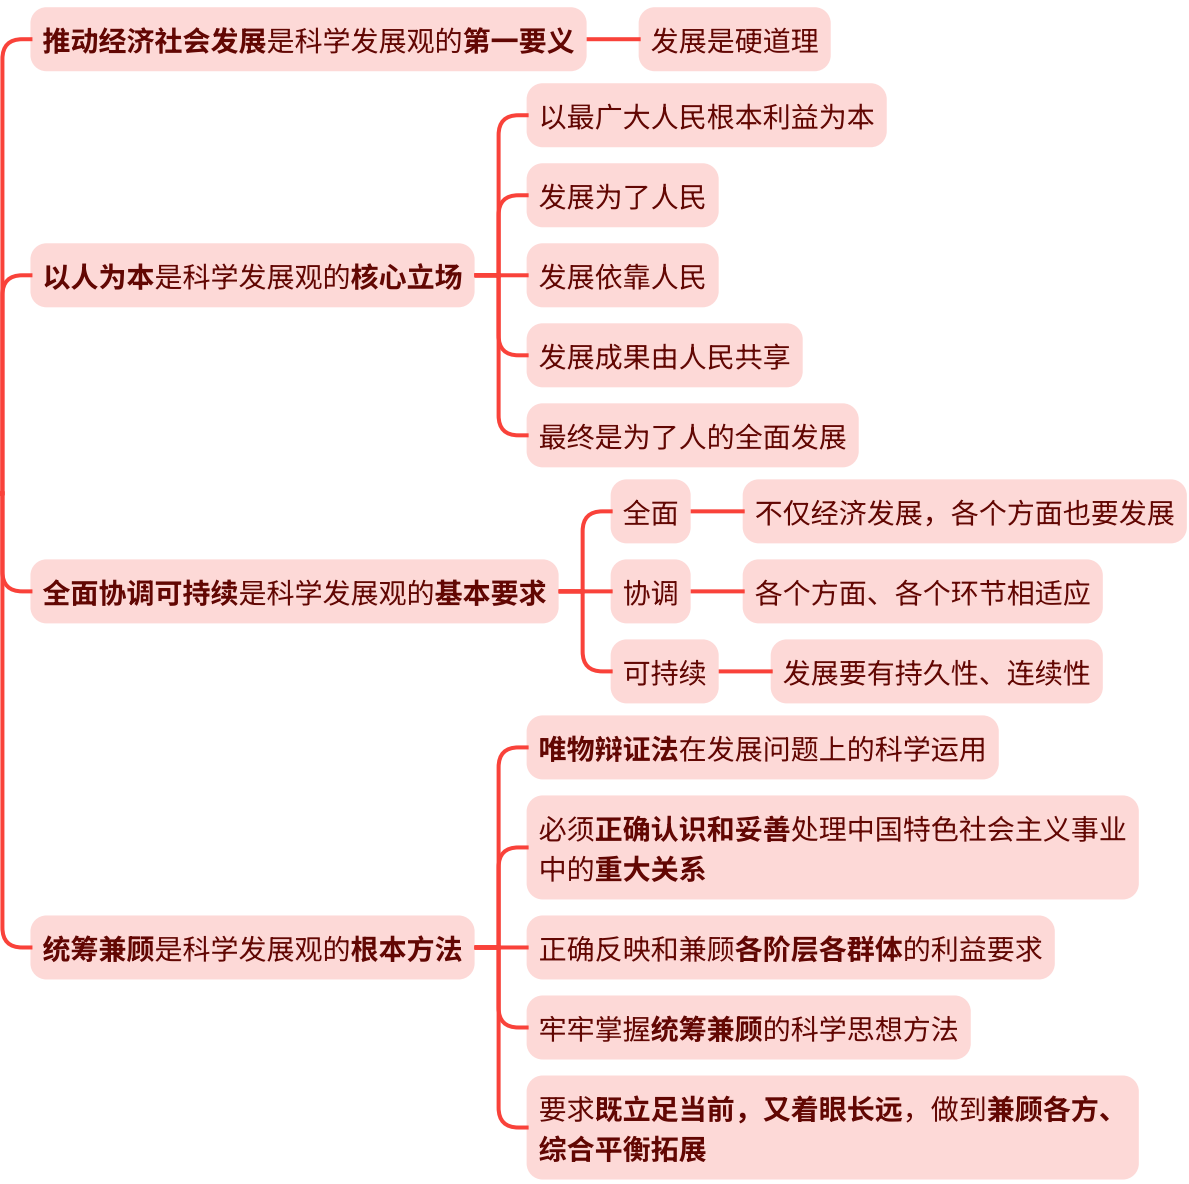 推动经济社会发展是科学发展观的第一要义
发展是硬道理
以人为本是科学发展观的核心立场
以最广大人民根本利益为本
发展为了人民
发展依靠人民
发展成果由人民共享
最终是为了人的全面发展
全面协调可持续是科学发展观的基本要求
全面
不仅经济发展，各个方面也要发展
协调
各个方面、各个环节相适应
可持续
发展要有持久性、连续性
统筹兼顾是科学发展观的根本方法
唯物辩证法在发展问题上的科学运用
必须正确认识和妥善处理中国特色社会主义事业
中的重大关系
正确反映和兼顾各阶层各群体的利益要求
牢牢掌握统筹兼顾的科学思想方法
要求既立足当前，又着眼长远，做到兼顾各方、
综合平衡拓展